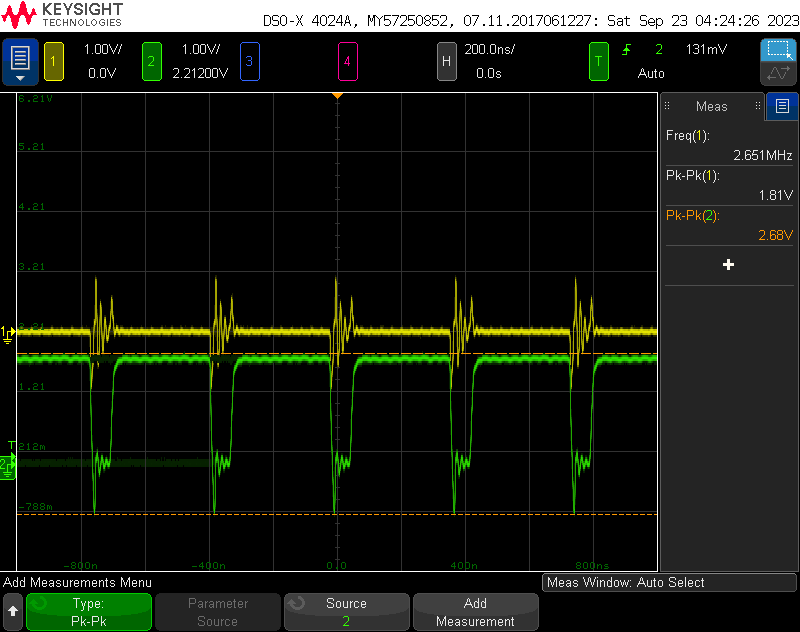 KEYSIGHT
TECHNOLOGIES
DSO-X 4024A, MY57250852, 07.11.2017061227: Sat Sep 23 04:24:26 2023
1 1.00V/ 2 1.00V/ 3 4 H 200.0ns/ T 2 131mV
0.0V 2.21200V 0.0s Auto
6.21V
5.21
4.21
3.21
1.21
212m
-788m
1
T
2
-800n -400n 0.0 400n 800ns
Meas
Freq(1):
2.651MHz
Pk-Pk(1):
1.81V
Pk-Pk(2):
2.68V
+
Add Measurements Menu
Meas Window: Auto Select
Type:
Pk-Pk
Parameter
Source
Source
2
Add
Measurement